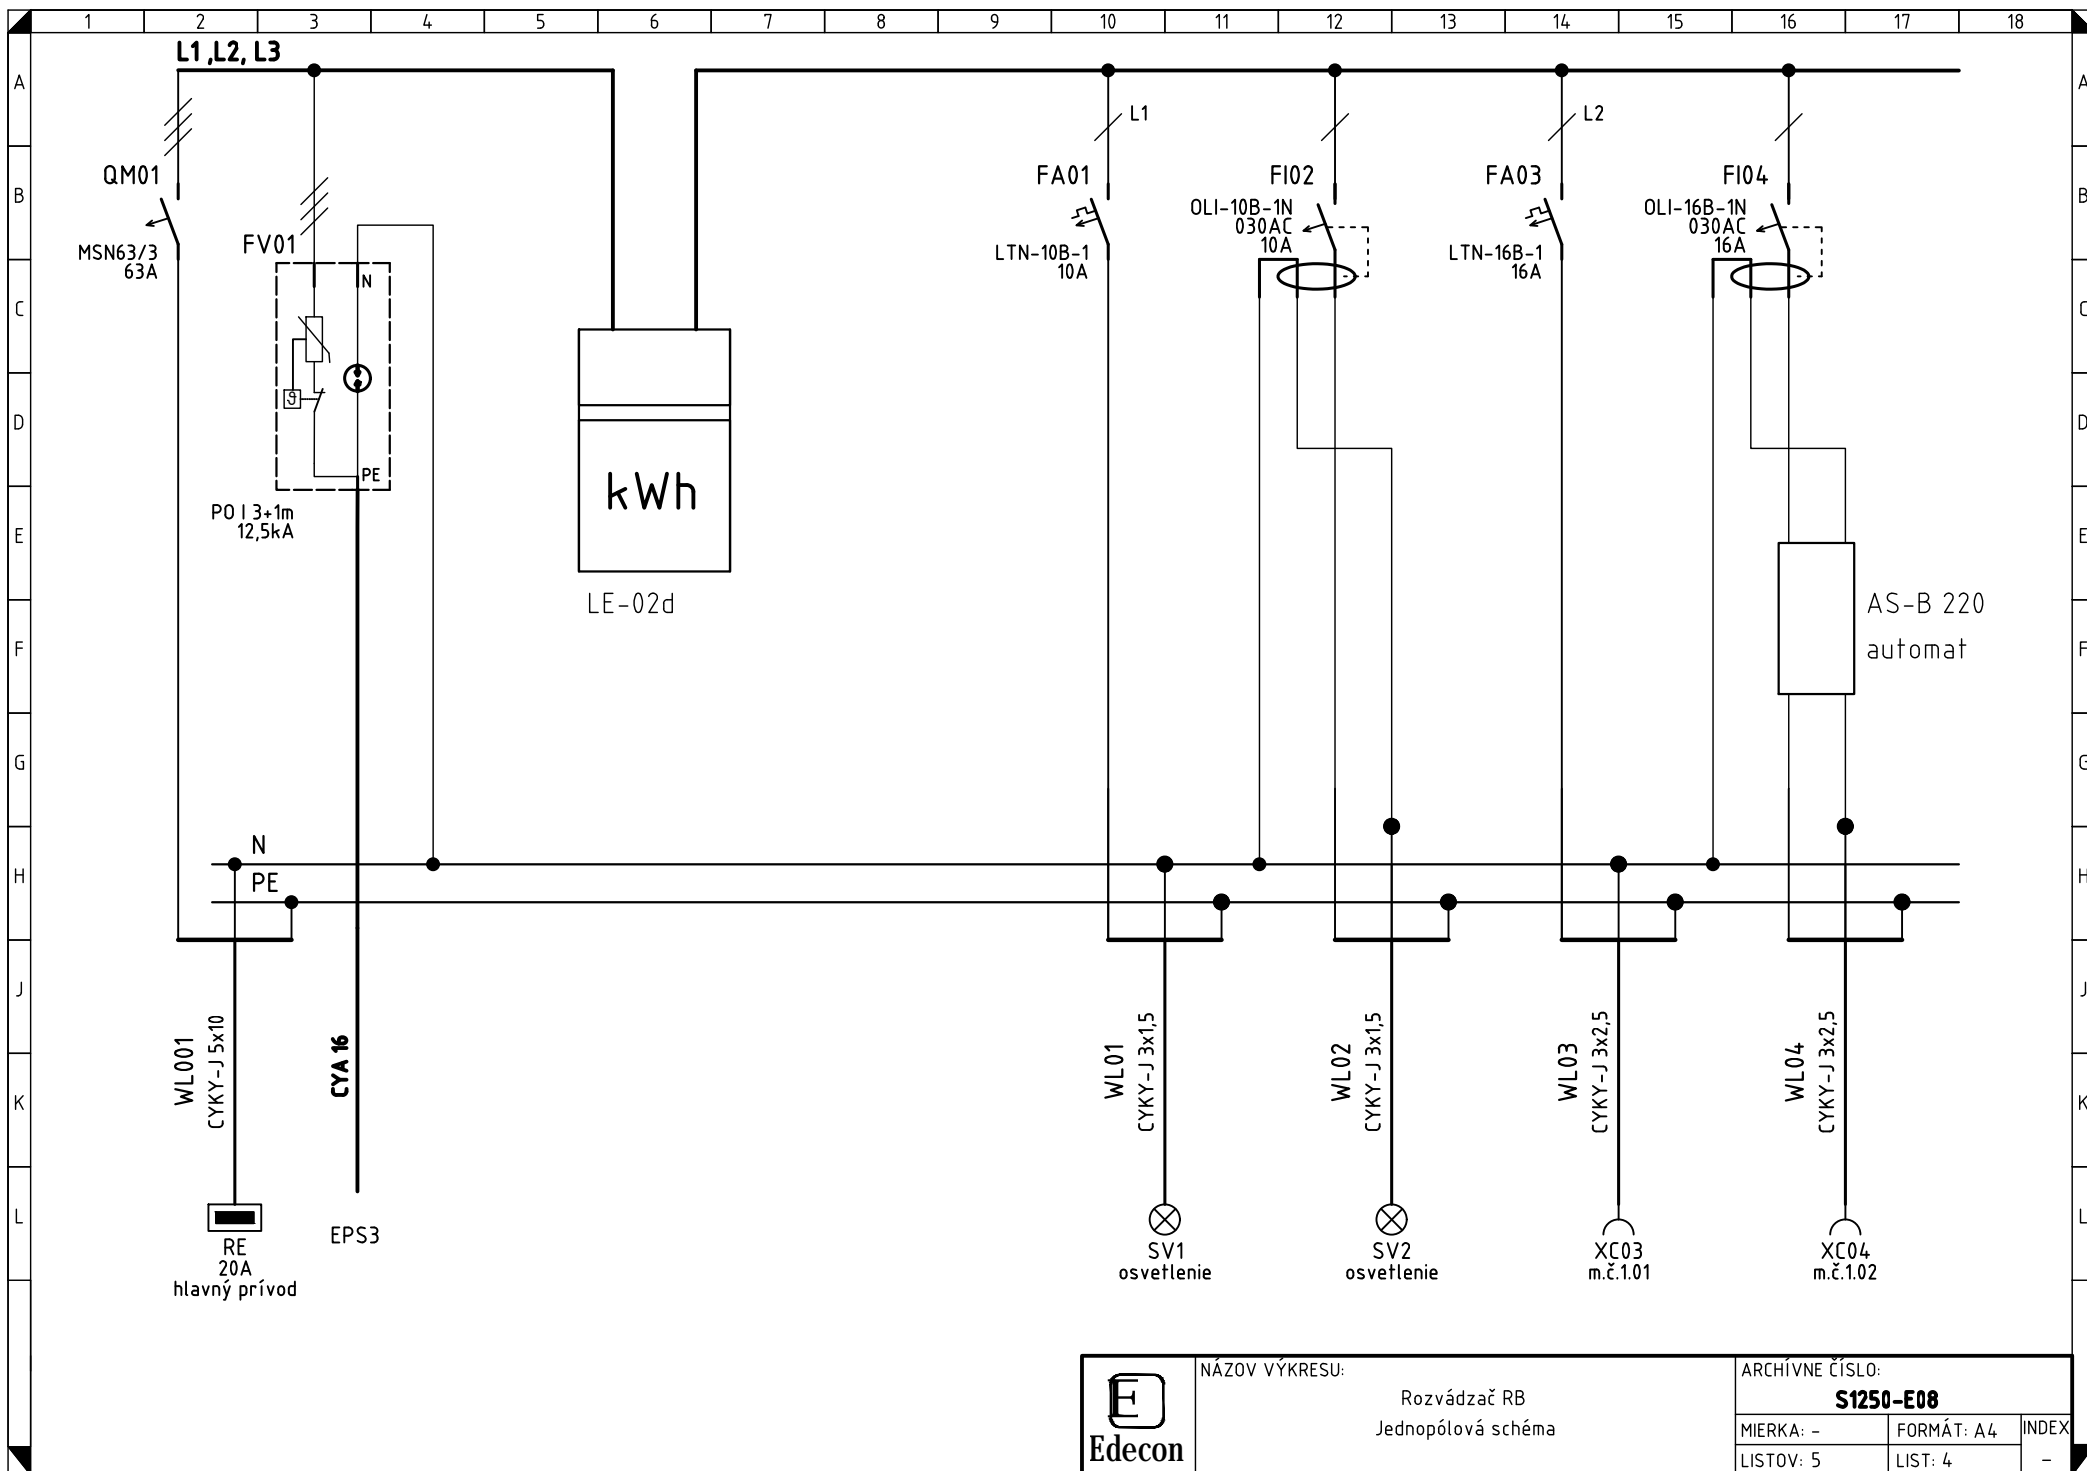 1 2 3 4 5 6 7 8 9 10 11 12 13 14 15 16 17 18
L1 ,L2, L3
A A
L1
L2
B B
QM01
MSN63/3
63A
FV01
N
PE
PO I 3+1m
12,5kA
ϑ
FA01
LTN-10B-1
10A
FI02
OLI-10B-1N
030AC
10A
FA03
LTN-16B-1
16A
FI04
OLI-16B-1N
030AC
16A
C C
D D
kWh
LE-02d
E E
AS-B 220
automat
F F
G G
N
H H
PE
J J
WL001
CYKY-J 5x10
CYA 16
WL01
CYKY-J 3x1,5
WL02
CYKY-J 3x1,5
WL03
CYKY-J 3x2,5
WL04
CYKY-J 3x2,5
K K
L L
RE
20A
hlavný prívod
EPS3
SV1
osvetlenie
SV2
osvetlenie
XC03
m.č.1.01
XC04
m.č.1.02
E
Edecon
NÁZOV VÝKRESU:
Rozvádzač RB
Jednopólová schéma
ARCHÍVNE ČÍSLO:
S1250-E08
MIERKA: -
FORMÁT: A4
INDEX
LISTOV: 5
LIST: 4
-